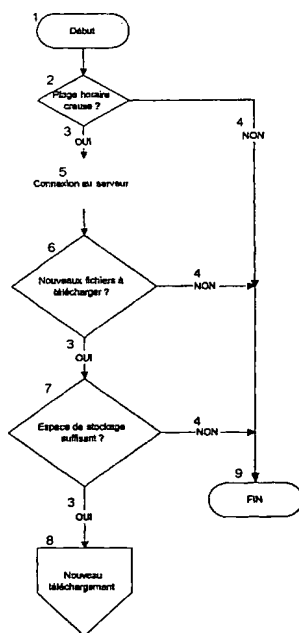 1
Début
2
Plage horaire
creuse ?
3
OUI
4
NON
5
Connexion au serveur
6
Nouveaux fichiers à
télécharger ?
4
NON
3
OUI
7
Espace de stockage
suffisant ?
4
NON
3
OUI
9
FIN
8
Nouveau
téléchargement